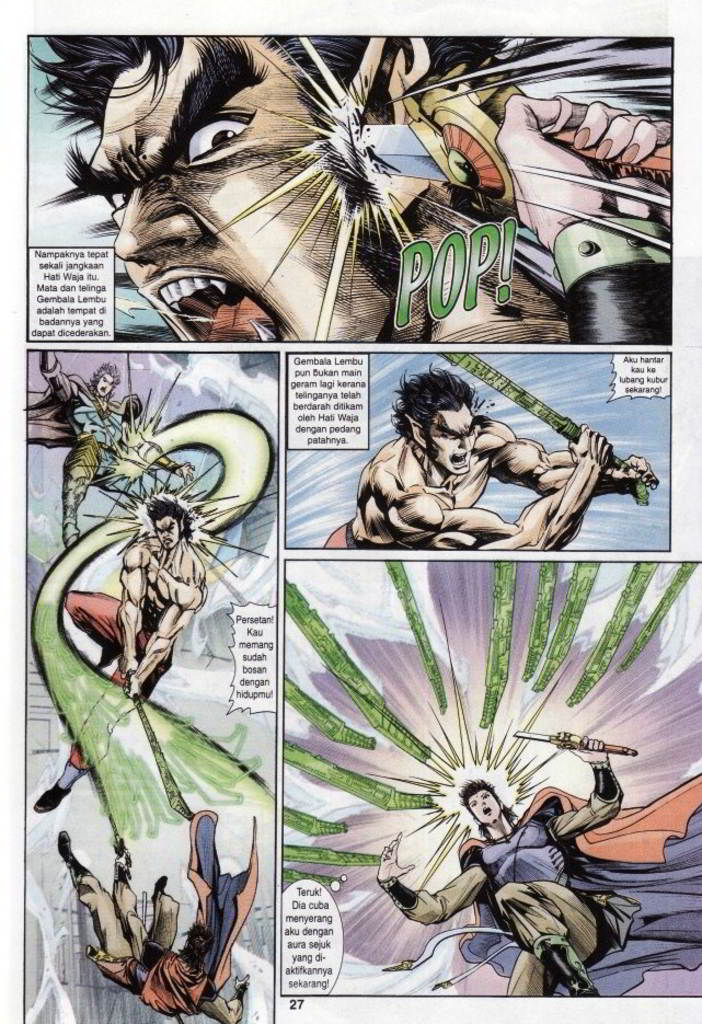 Nampaknya tepat
sekali jangkaan
Hati Waja itu.
Mata dan telinga
Gembala Lembu
adalah tempat di
badannya yang
dapat dicederakan.
POP!
Gembala Lembu
pun bukan main
geram lagi kerana
telinganya telah
berdarah ditikam
oleh Hati Waja
dengan pedang
patahnya.
Aku hantar
kau ke
lubang kubur
sekarang!
Persetan!
Kau
memang
sudah
bosan
dengan
hidupmu!
Teruk!
Dia cuba
menyerang
aku dengan
aura sejuk
yang di-
aktifkannya
sekarang!
27